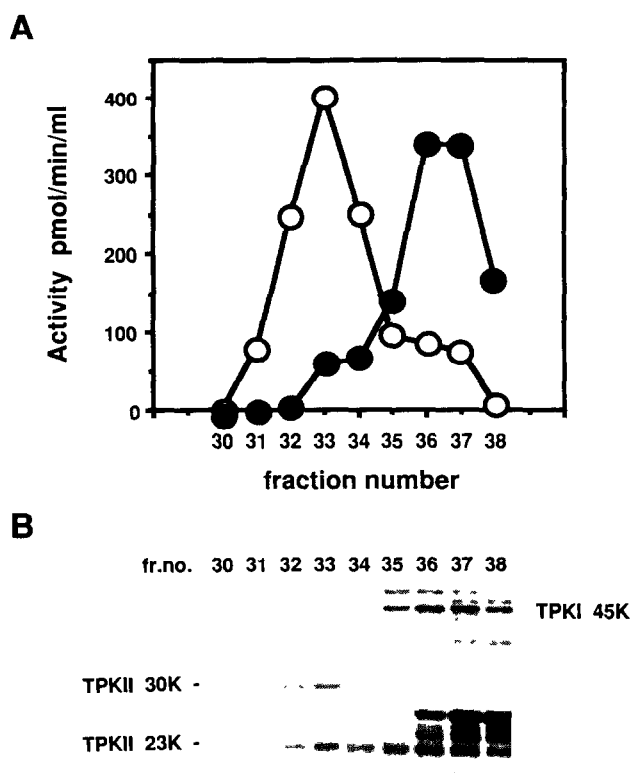 A
Activity pmol/min/ml
400
300
200
100
0
30 31 32 33 34 35 36 37 38
fraction number
B
fr.no. 30 31 32 33 34 35 36 37 38
TPKI 45K
TPKII 30K -
TPKII 23K -